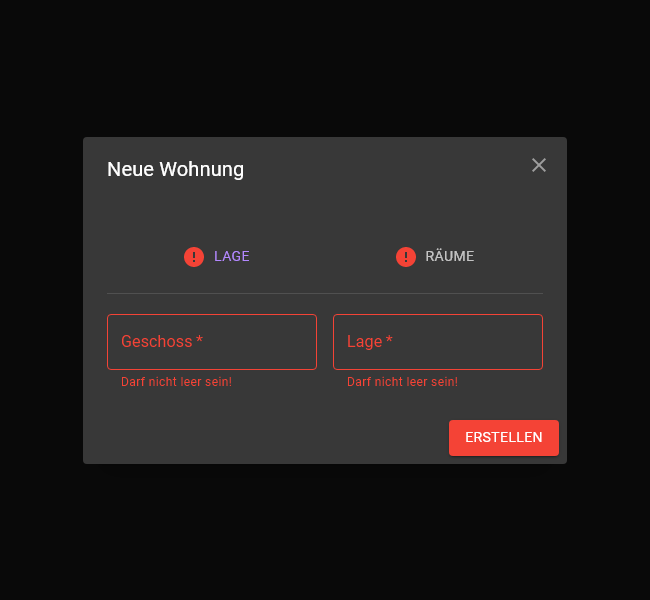 Neue Wohnung
LAGE
RÄUME
Geschoss *
Lage *
Darf nicht leer sein!
Darf nicht leer sein!
ERSTELLEN